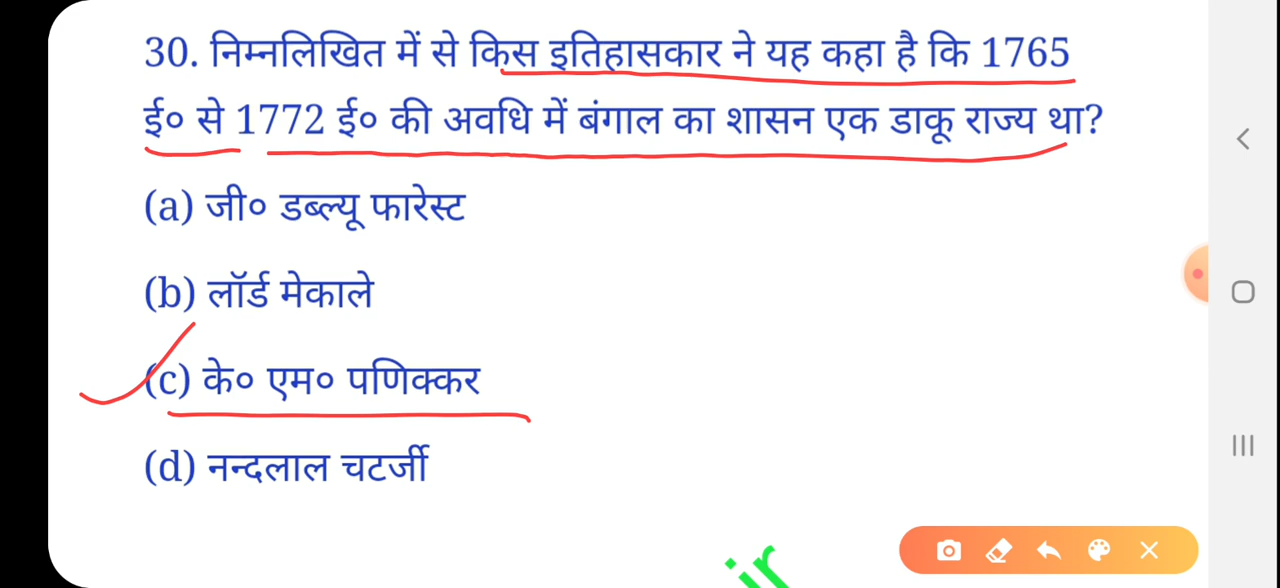 30. निम्नलिखित में से किस इतिहासकार ने यह कहा है कि 1765
ई० से 1772 ई० की अवधि में बंगाल का शासन एक डाकू राज्य था?
(a) जी० डब्ल्यू फारेस्ट
(b) लॉर्ड मेकाले
(c) के० एम० पणिक्कर
(d) नन्दलाल चटर्जी